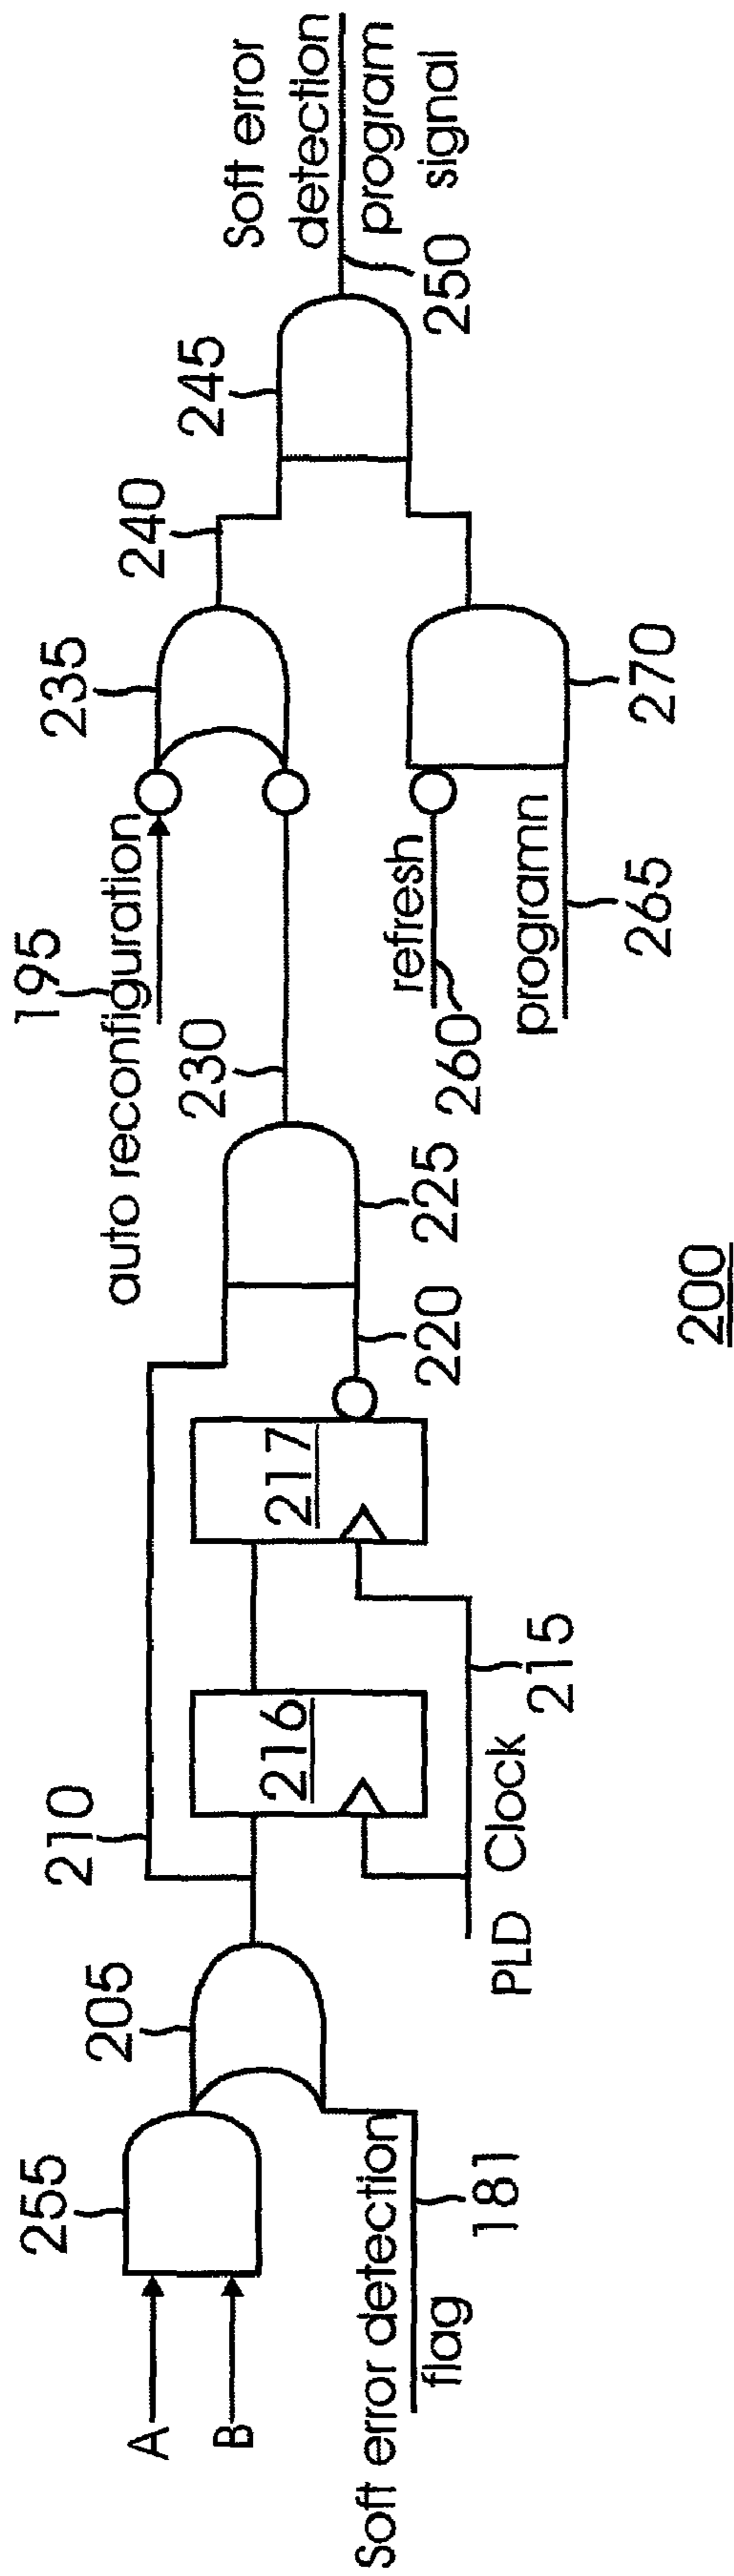 A
B
255
205
Soft error detection
flag
181
210
216
217
PLD Clock
215
220
225
230
195
auto reconfiguration
235
240
refresh
260
programn
265
270
245
250
Soft error
detection
program
signal
200